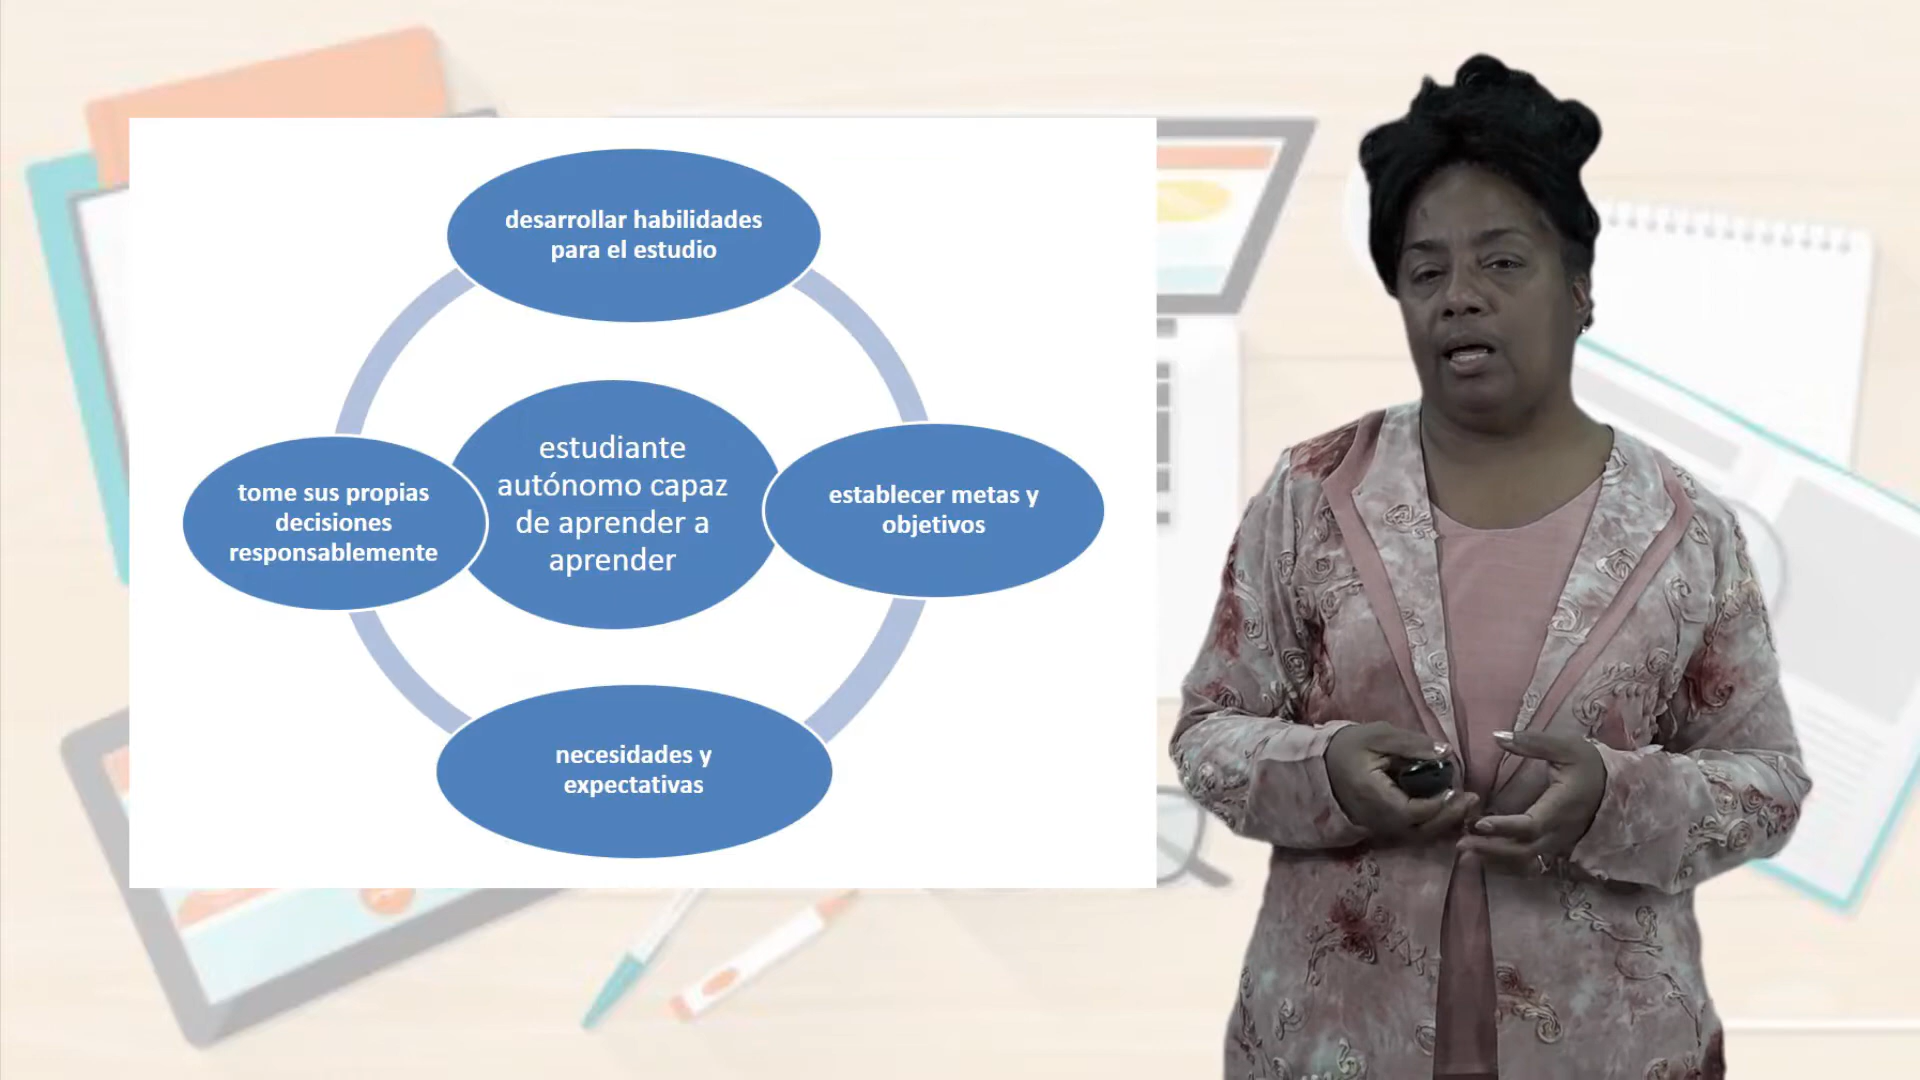 desarrollar habilidades
para el estudio
estudiante
autónomo capaz
de aprender a
aprender
tome sus propias
decisiones
responsablemente
establecer metas y
objetivos
necesidades y
expectativas